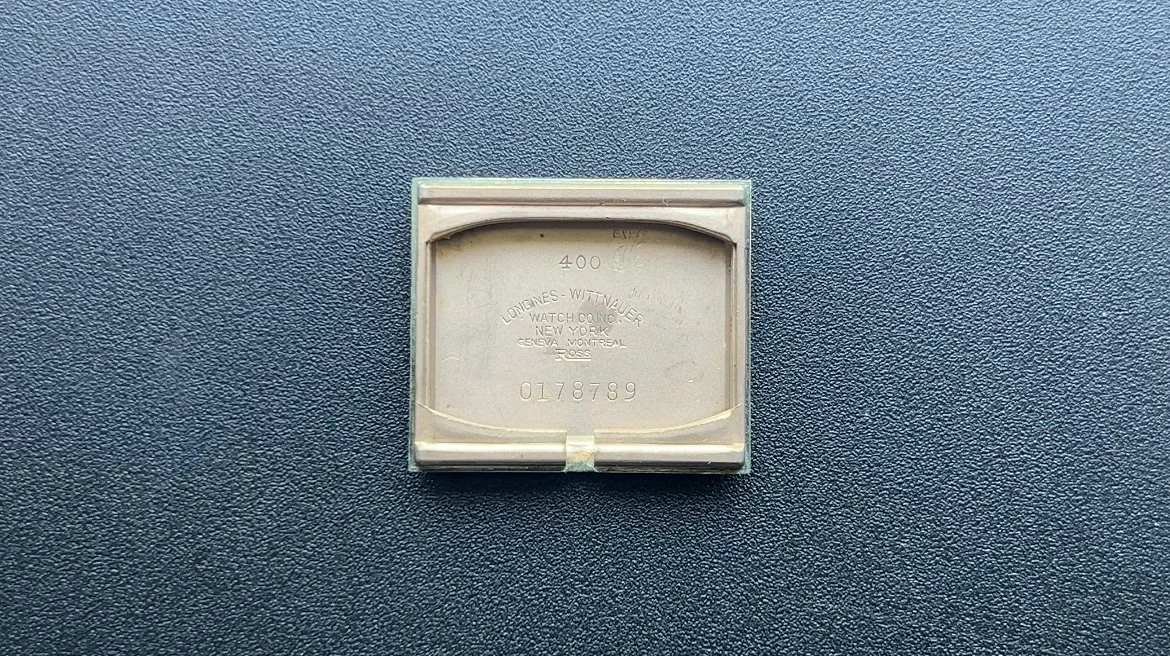 400
LONGINES-WITTNAUER
WATCH CO. INC.
NEW YORK
GENEVA MONTREAL
ROSS
0178789